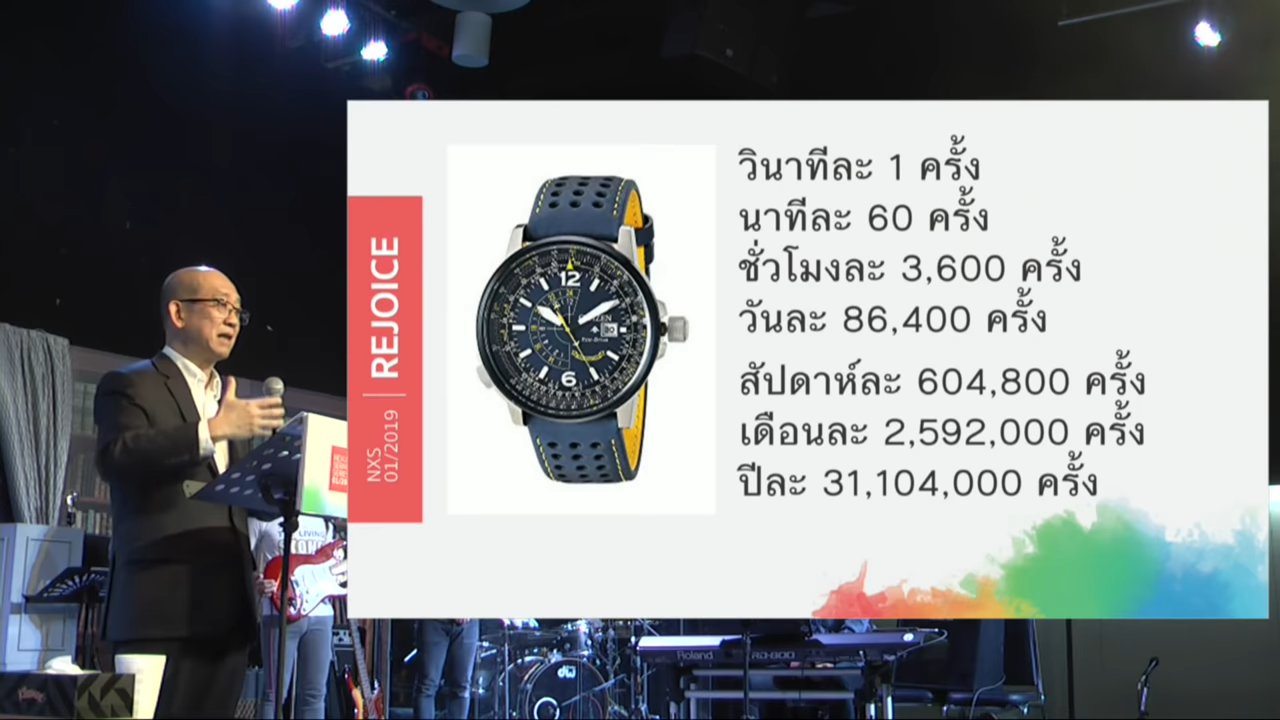 วินาทีละ 1 ครั้ง
นาทีละ 60 ครั้ง
ชั่วโมงละ 3,600 ครั้ง
วันละ 86,400 ครั้ง
สัปดาห์ละ 604,800 ครั้ง
เดือนละ 2,592,000 ครั้ง
ปีละ 31,104,000 ครั้ง
REJOICE
NXS
01/2019
12
6
LIVING
Roland RD-800
dw